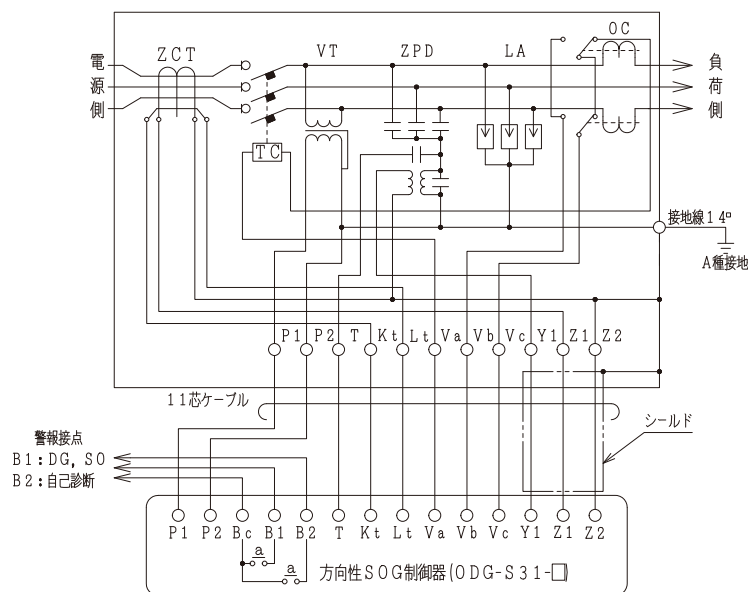 ZCT VT ZPD LA OC
電源側
負荷側
TC
接地線14□
A種接地
P1 P2 T Kt Lt Va Vb Vc Y1 Z1 Z2
11芯ケーブル
シールド
警報接点
B1:DG, SO
B2:自己診断
P1 P2 Bc B1 B2 T Kt Lt Va Vb Vc Y1 Z1 Z2
a
a
方向性SOG制御器(ODG-S31-□)